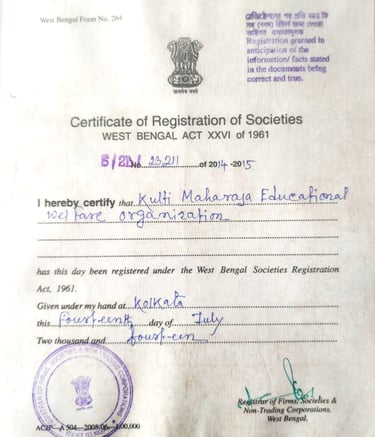 West Bengal Form No. 264.
Registration granted in
anticipation of the
information/ facts stated
in the documents being
correct and true.
Certificate of Registration of Societies
WEST BENGAL ACT XXVI of 1961
No. 23211 of 2014-2015
I hereby certify that Kulti Maharaja Educational
Welfare Organization
has this day been registered under the West Bengal Societies Registration
Act, 1961.
Given under my hand at Kolkata
this fourteenth day of July
Two thousand and fourteen
Registrar of Firms, Societies &
Non-Trading Corporations,
West Bengal.